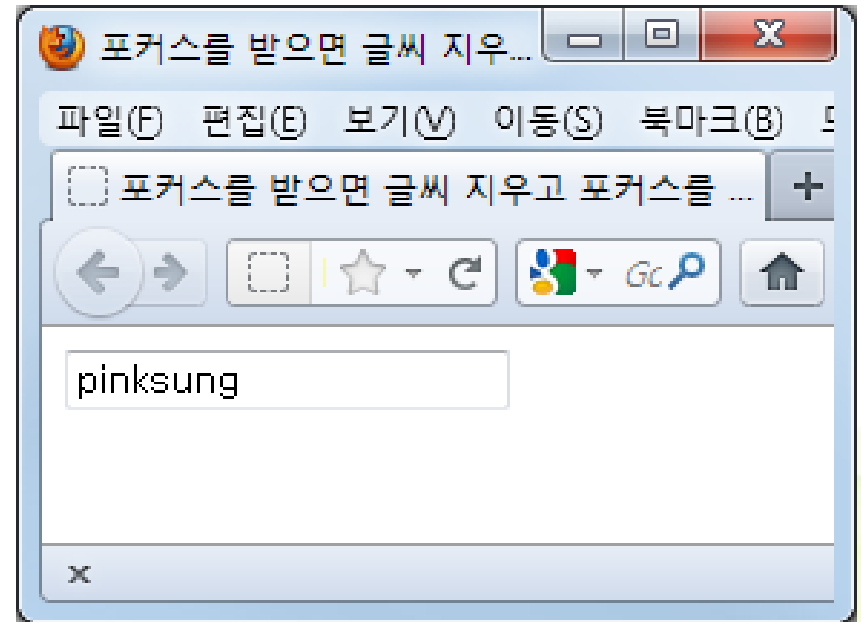 포커스를 받으면 글씨 지우...
파일(F) 편집(E) 보기(V) 이동(S) 북마크(B)
포커스를 받으면 글씨 지우고 포커스를 ...
pinksung